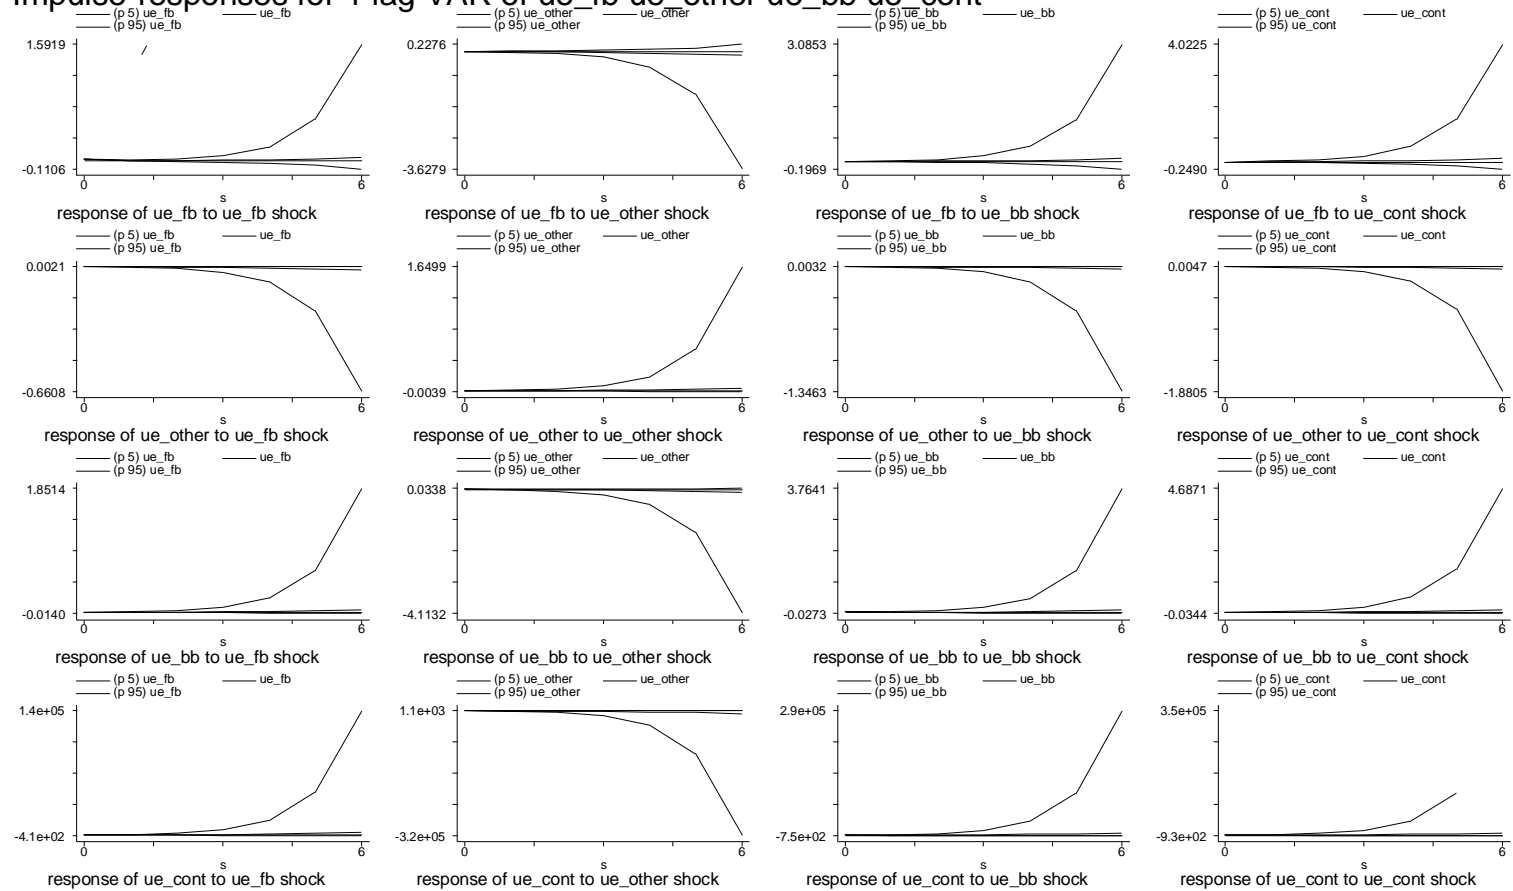 Impulse responses for 1 lag VAR of ue_fb ue_other ue_bb ue_cont
(p 5) ue_fb ue_fb
(p 95) ue_fb
1.5919
-0.1106
0 6
s
response of ue_fb to ue_fb shock
(p 5) ue_other ue_other
(p 95) ue_other
0.2276
-3.6279
0 6
s
response of ue_fb to ue_other shock
(p 5) ue_bb ue_bb
(p 95) ue_bb
3.0853
-0.1969
0 6
s
response of ue_fb to ue_bb shock
(p 5) ue_cont ue_cont
(p 95) ue_cont
4.0225
-0.2490
0 6
s
response of ue_fb to ue_cont shock
(p 5) ue_fb ue_fb
(p 95) ue_fb
0.0021
-0.6608
0 6
s
response of ue_other to ue_fb shock
(p 5) ue_other ue_other
(p 95) ue_other
1.6499
-0.0039
0 6
s
response of ue_other to ue_other shock
(p 5) ue_bb ue_bb
(p 95) ue_bb
0.0032
-1.3463
0 6
s
response of ue_other to ue_bb shock
(p 5) ue_cont ue_cont
(p 95) ue_cont
0.0047
-1.8805
0 6
s
response of ue_other to ue_cont shock
(p 5) ue_fb ue_fb
(p 95) ue_fb
1.8514
-0.0140
0 6
s
response of ue_bb to ue_fb shock
(p 5) ue_other ue_other
(p 95) ue_other
0.0338
-4.1132
0 6
s
response of ue_bb to ue_other shock
(p 5) ue_bb ue_bb
(p 95) ue_bb
3.7641
-0.0273
0 6
s
response of ue_bb to ue_bb shock
(p 5) ue_cont ue_cont
(p 95) ue_cont
4.6871
-0.0344
0 6
s
response of ue_bb to ue_cont shock
(p 5) ue_fb ue_fb
(p 95) ue_fb
1.4e+05
-4.1e+02
0 6
s
response of ue_cont to ue_fb shock
(p 5) ue_other ue_other
(p 95) ue_other
1.1e+03
-3.2e+05
0 6
s
response of ue_cont to ue_other shock
(p 5) ue_bb ue_bb
(p 95) ue_bb
2.9e+05
-7.5e+02
0 6
s
response of ue_cont to ue_bb shock
(p 5) ue_cont ue_cont
(p 95) ue_cont
3.5e+05
-9.3e+02
0 6
s
response of ue_cont to ue_cont shock